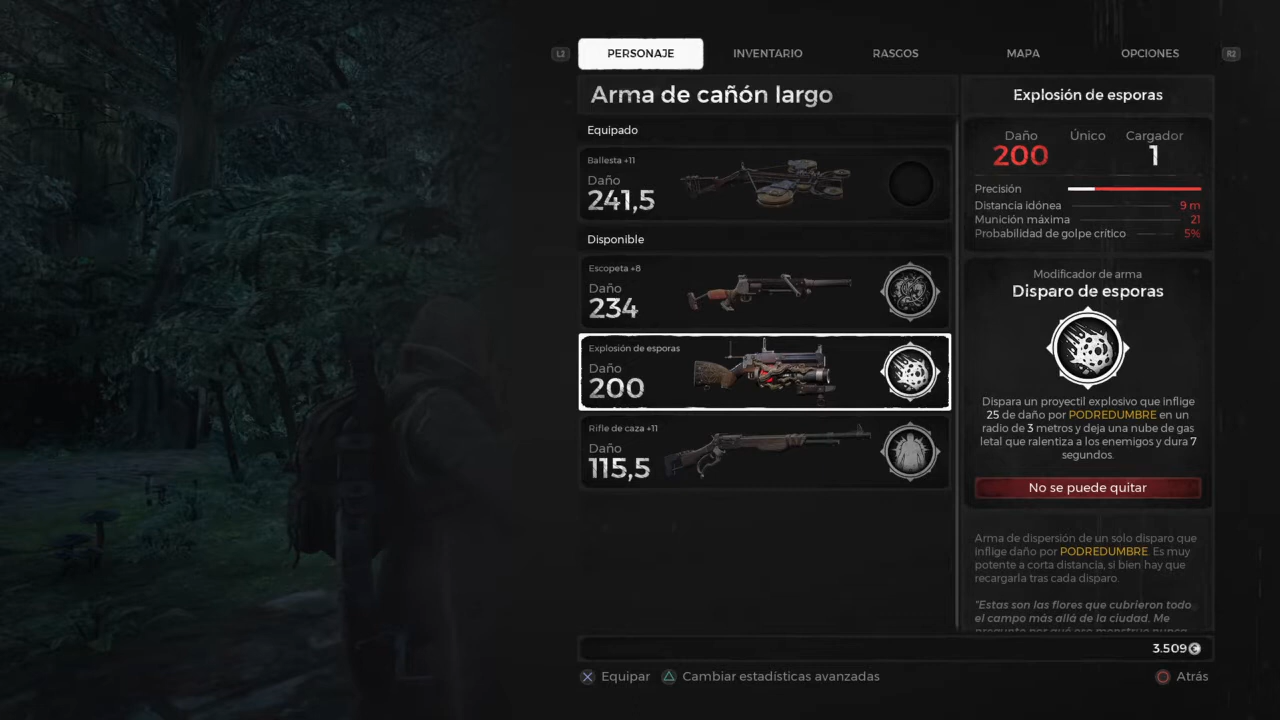 L2
PERSONAJE
INVENTARIO
RASGOS
MAPA
OPCIONES
R2
Arma de cañón largo
Equipado
Ballesta +11
Daño
241,5
Disponible
Escopeta +8
Daño
234
Explosión de esporas
Daño
200
Rifle de caza +11
Daño
115,5
Explosión de esporas
Daño Único Cargador
200 1
Precisión
Distancia idónea 9 m
Munición máxima 21
Probabilidad de golpe crítico 5%
Modificador de arma
Disparo de esporas
Dispara un proyectil explosivo que inflige
25 de daño por PODREDUMBRE en un
radio de 3 metros y deja una nube de gas
letal que ralentiza a los enemigos y dura 7
segundos.
No se puede quitar
Arma de dispersión de un solo disparo que
inflige daño por PODREDUMBRE. Es muy
potente a corta distancia, si bien hay que
recargarla tras cada disparo.
"Estas son las flores que cubrieron todo
el campo más allá de la ciudad. Me
pregunto por qué ese monstruo nunca
3.509
Equipar
Cambiar estadísticas avanzadas
Atrás